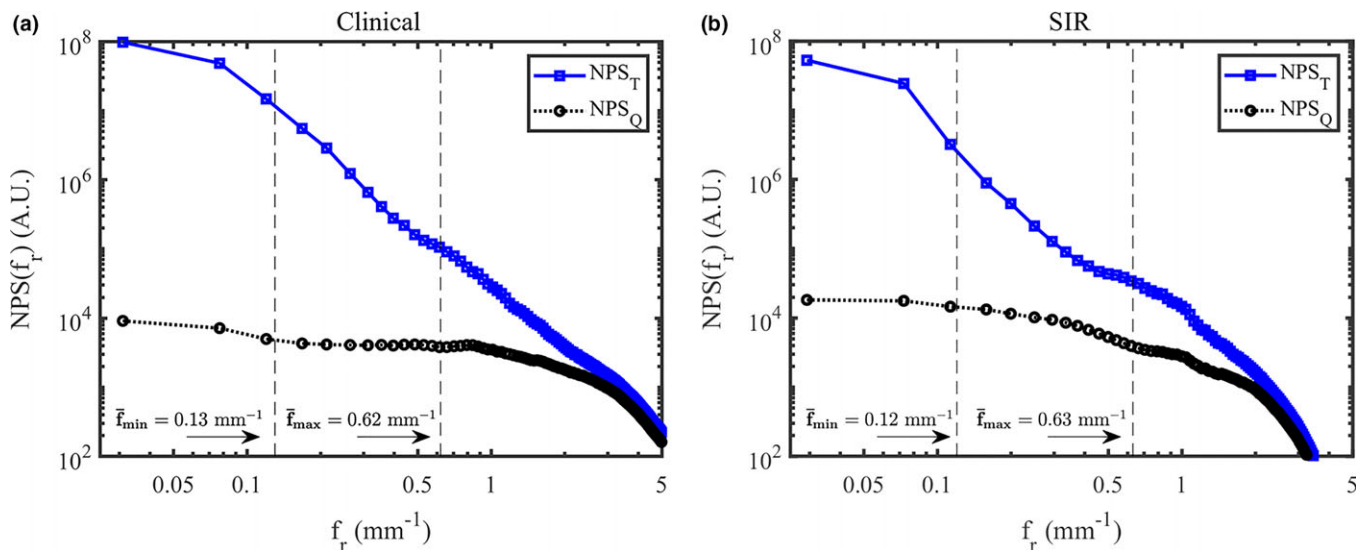 (a)
Clinical
NPS(f_r) (A.U.)
10^8
10^6
10^4
10^2
NPS_T
NPS_Q
f̄_min = 0.13 mm^-1
f̄_max = 0.62 mm^-1
0.05 0.1 0.5 1 5
f_r (mm^-1)
(b)
SIR
NPS(f_r) (A.U.)
10^8
10^6
10^4
10^2
NPS_T
NPS_Q
f̄_min = 0.12 mm^-1
f̄_max = 0.63 mm^-1
0.05 0.1 0.5 1 5
f_r (mm^-1)